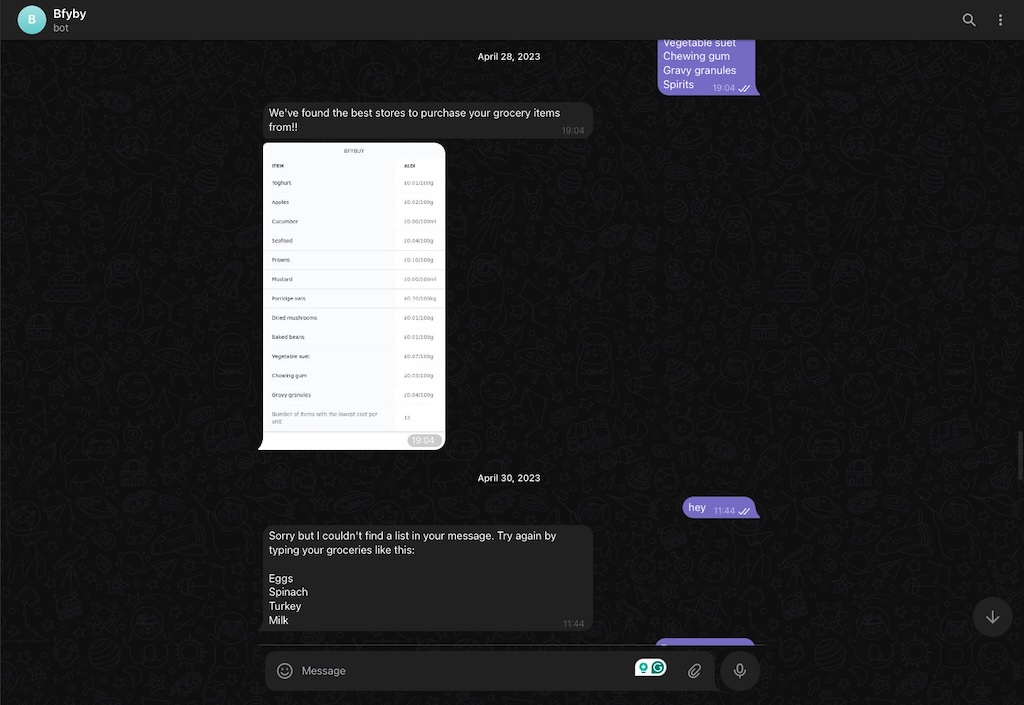 B
Bfyby
bot
April 28, 2023
Vegetable suet
Chewing gum
Gravy granules
Spirits
19:04
We've found the best stores to purchase your grocery items
from!!
19:04
BFYBUY
ITEM ALDI
Yoghurt £0.01/100g
Apples £0.02/100g
Cucumber £0.00/100ml
Seafood £0.04/100g
Prawns £0.10/100g
Mustard £0.00/100ml
Porridge oats £0.70/100kg
Dried mushrooms £0.01/100g
Baked beans £0.01/100g
Vegetable suet £0.07/100g
Chewing gum £0.03/100g
Gravy granules £0.04/100g
Number of items with the lowest cost per
unit
19:04
April 30, 2023
hey 11:44
Sorry but I couldn't find a list in your message. Try again by
typing your groceries like this:
Eggs
Spinach
Turkey
Milk
11:44
Message